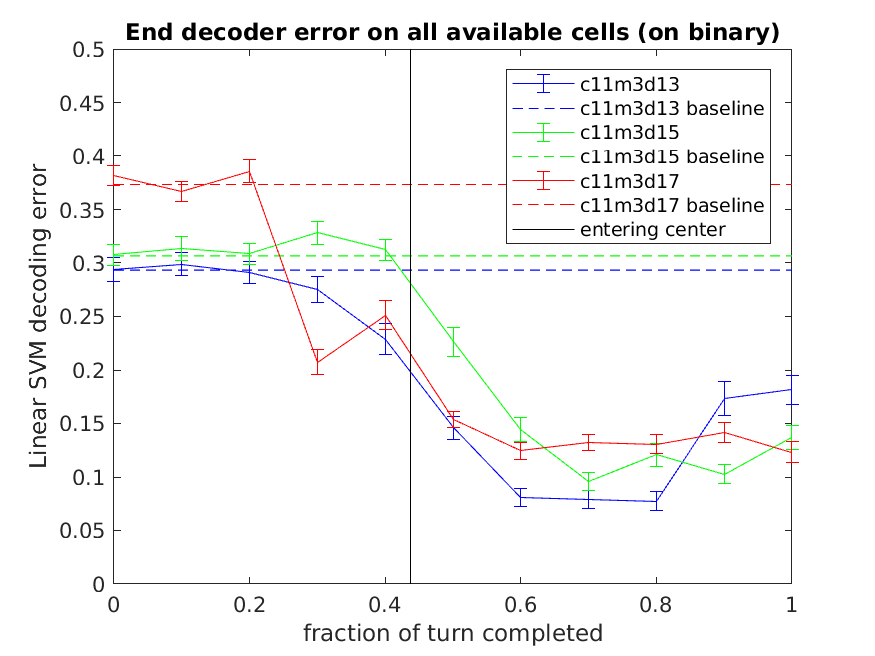 End decoder error on all available cells (on binary)
0.5
0.45
0.4
0.35
0.3
0.25
0.2
0.15
0.1
0.05
0
Linear SVM decoding error
c11m3d13
c11m3d13 baseline
c11m3d15
c11m3d15 baseline
c11m3d17
c11m3d17 baseline
entering center
0 0.2 0.4 0.6 0.8 1
fraction of turn completed